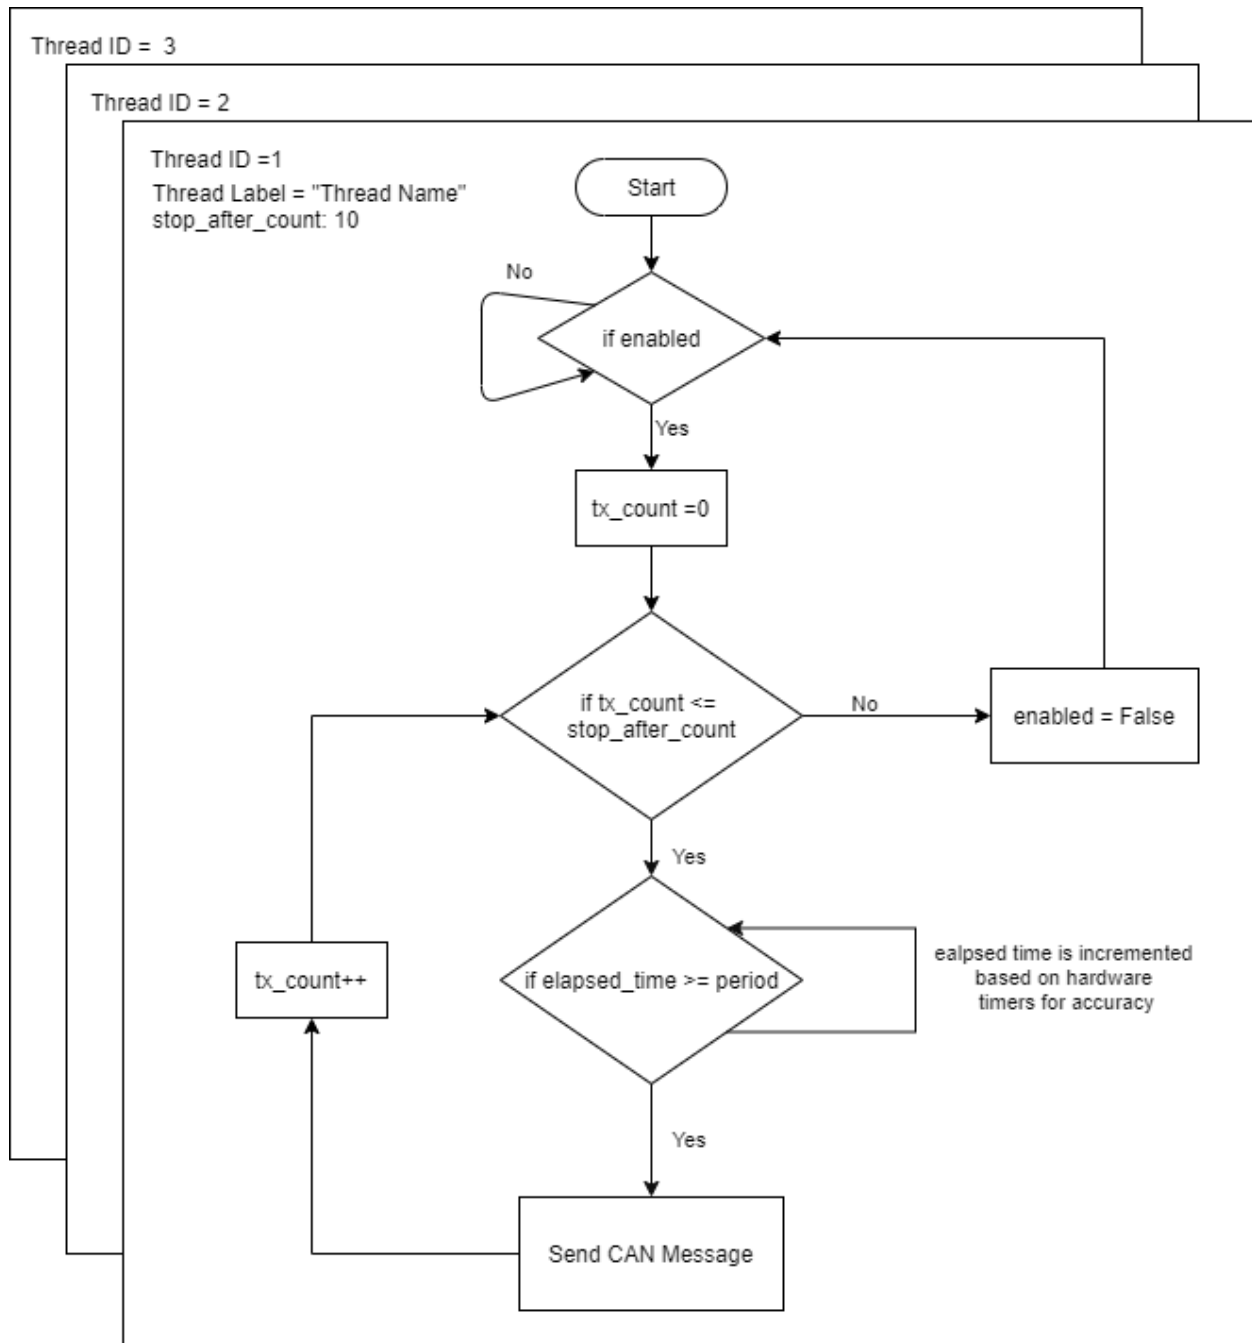 Thread ID =  3
Thread ID = 2
Thread ID =1
Thread Label = "Thread Name"
stop_after_count: 10
Start
No
if enabled
Yes
tx_count =0
if tx_count <=
stop_after_count
No
enabled = False
Yes
tx_count++
if elapsed_time >= period
ealpsed time is incremented
based on hardware
timers for accuracy
Yes
Send CAN Message